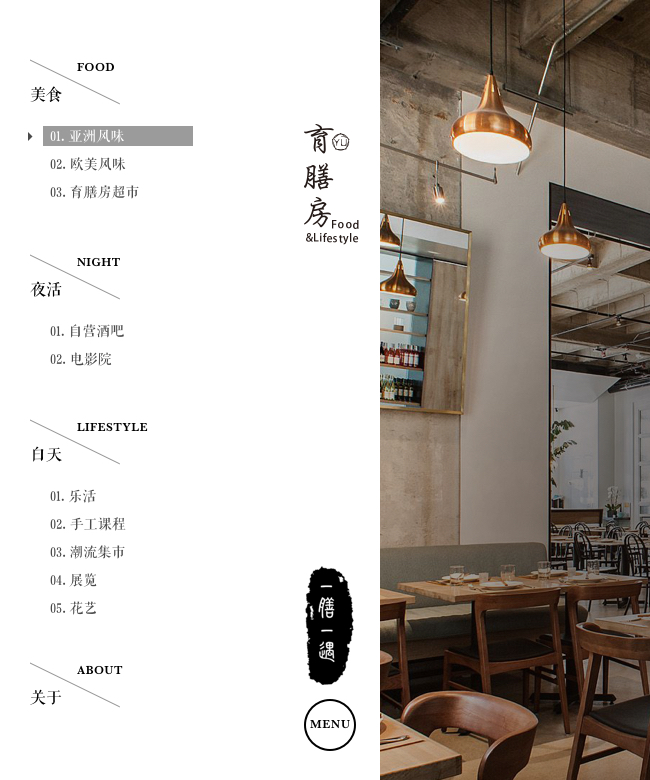 FOOD
美食
01. 亚洲风味
02. 欧美风味
03. 育膳房超市
NIGHT
夜活
01. 自营酒吧
02. 电影院
LIFESTYLE
白天
01. 乐活
02. 手工课程
03. 潮流集市
04. 展览
05. 花艺
ABOUT
关于
育膳房
YU
Food
&Lifestyle
一膳一遇
MENU